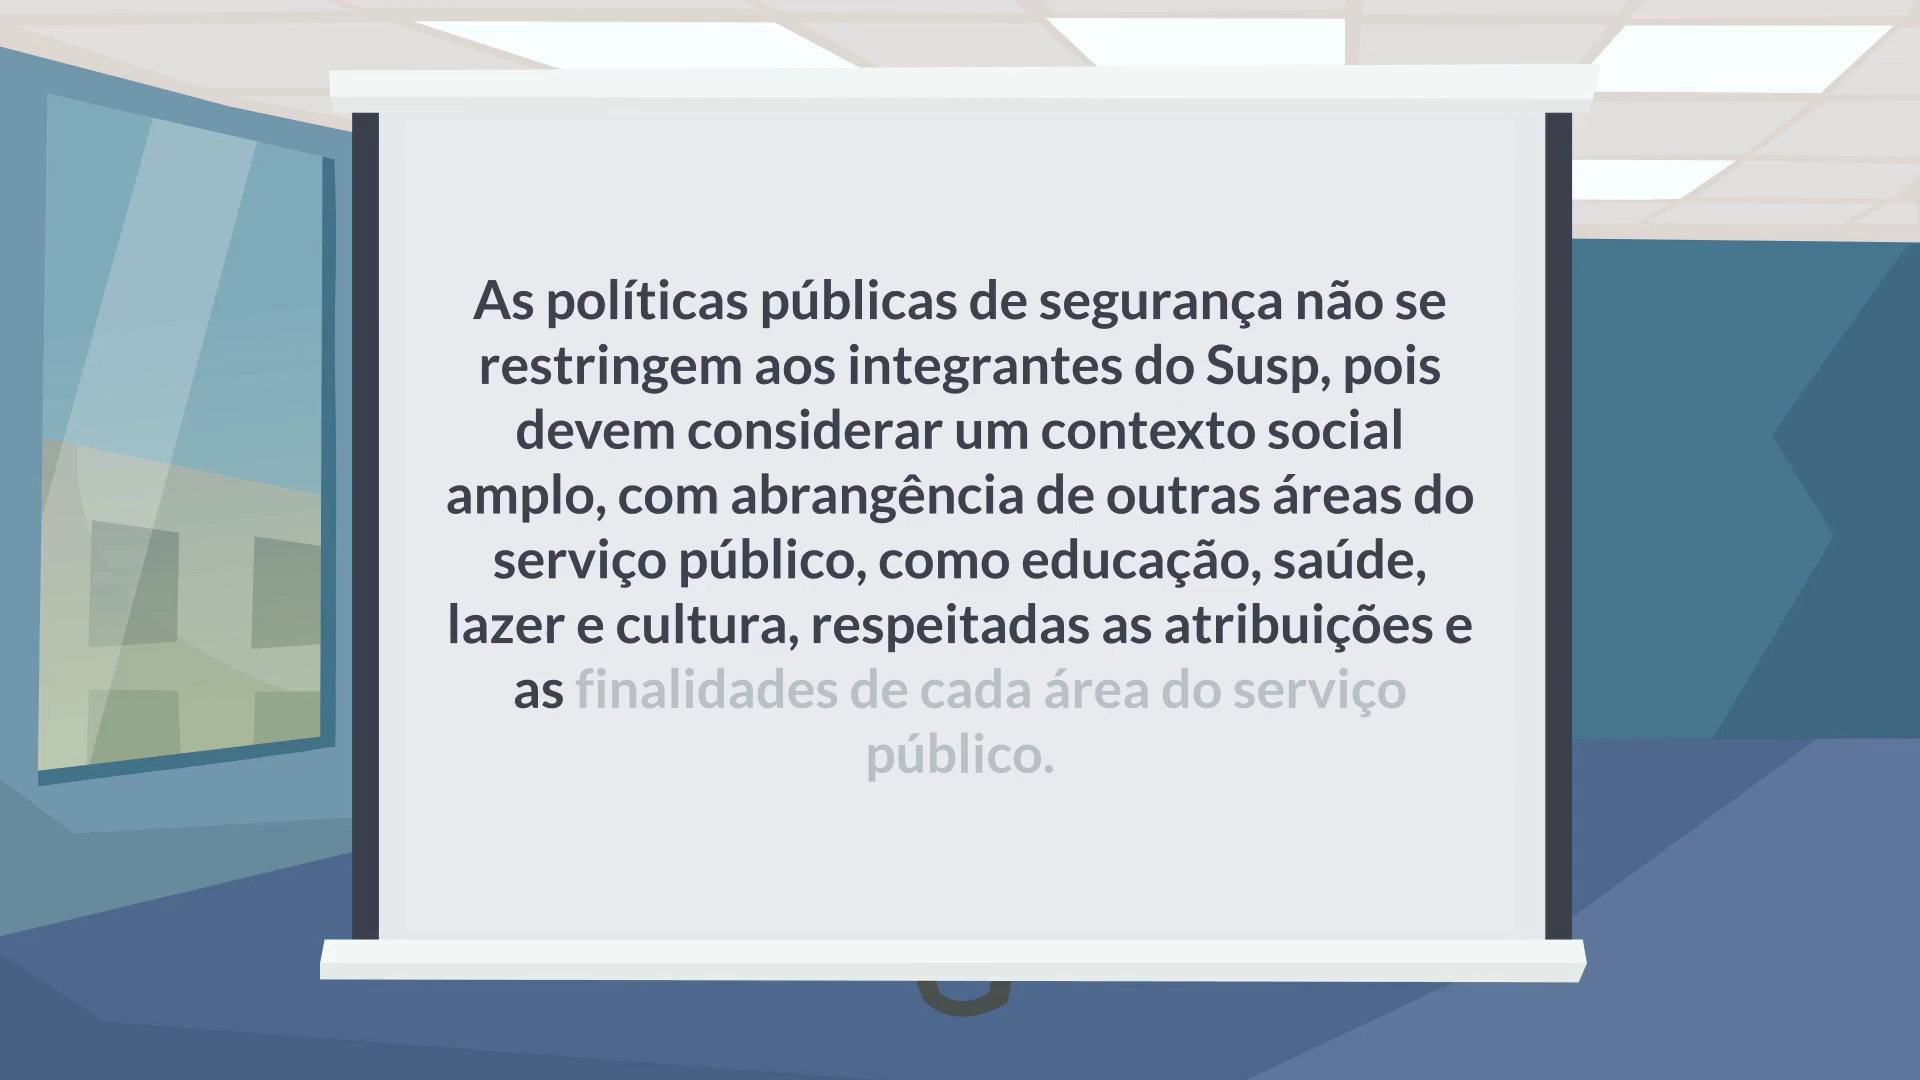 As políticas públicas de segurança não se
restringem aos integrantes do Susp, pois
devem considerar um contexto social
amplo, com abrangência de outras áreas do
serviço público, como educação, saúde,
lazer e cultura, respeitadas as atribuições e
as finalidades de cada área do serviço
público.